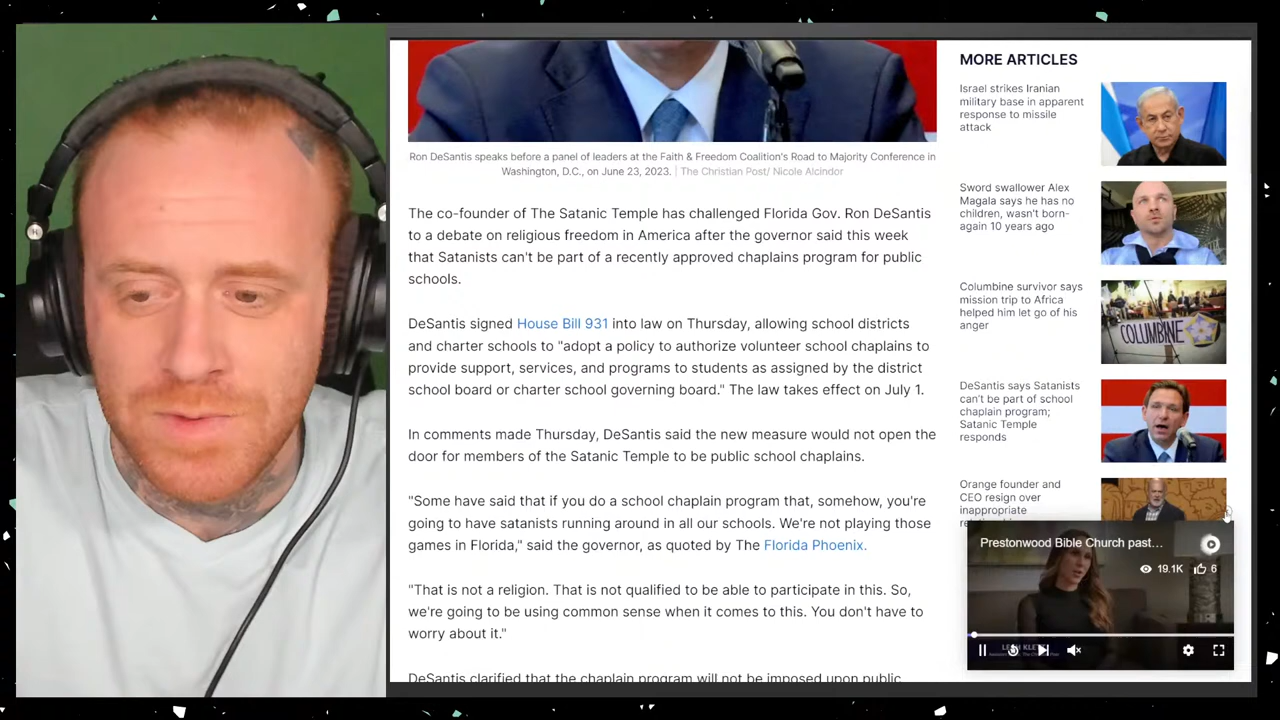 Ron DeSantis speaks before a panel of leaders at the Faith & Freedom Coalition's Road to Majority Conference in
Washington, D.C., on June 23, 2023. | The Christian Post/ Nicole Alcindor
The co-founder of The Satanic Temple has challenged Florida Gov. Ron DeSantis
to a debate on religious freedom in America after the governor said this week
that Satanists can't be part of a recently approved chaplains program for public
schools.
DeSantis signed House Bill 931 into law on Thursday, allowing school districts
and charter schools to "adopt a policy to authorize volunteer school chaplains to
provide support, services, and programs to students as assigned by the district
school board or charter school governing board." The law takes effect on July 1.
In comments made Thursday, DeSantis said the new measure would not open the
door for members of the Satanic Temple to be public school chaplains.
"Some have said that if you do a school chaplain program that, somehow, you're
going to have satanists running around in all our schools. We're not playing those
games in Florida," said the governor, as quoted by The Florida Phoenix.
"That is not a religion. That is not qualified to be able to participate in this. So,
we're going to be using common sense when it comes to this. You don't have to
worry about it."
DeSantis clarified that the chaplain program will not be imposed upon public
MORE ARTICLES
Israel strikes Iranian
military base in apparent
response to missile
attack
Sword swallower Alex
Magala says he has no
children, wasn't born-
again 10 years ago
Columbine survivor says
mission trip to Africa
helped him let go of his
anger
COLUMBINE
DeSantis says Satanists
can't be part of school
chaplain program;
Satanic Temple
responds
Orange founder and
CEO resign over
inappropriate
Prestonwood Bible Church past...
19.1K 6